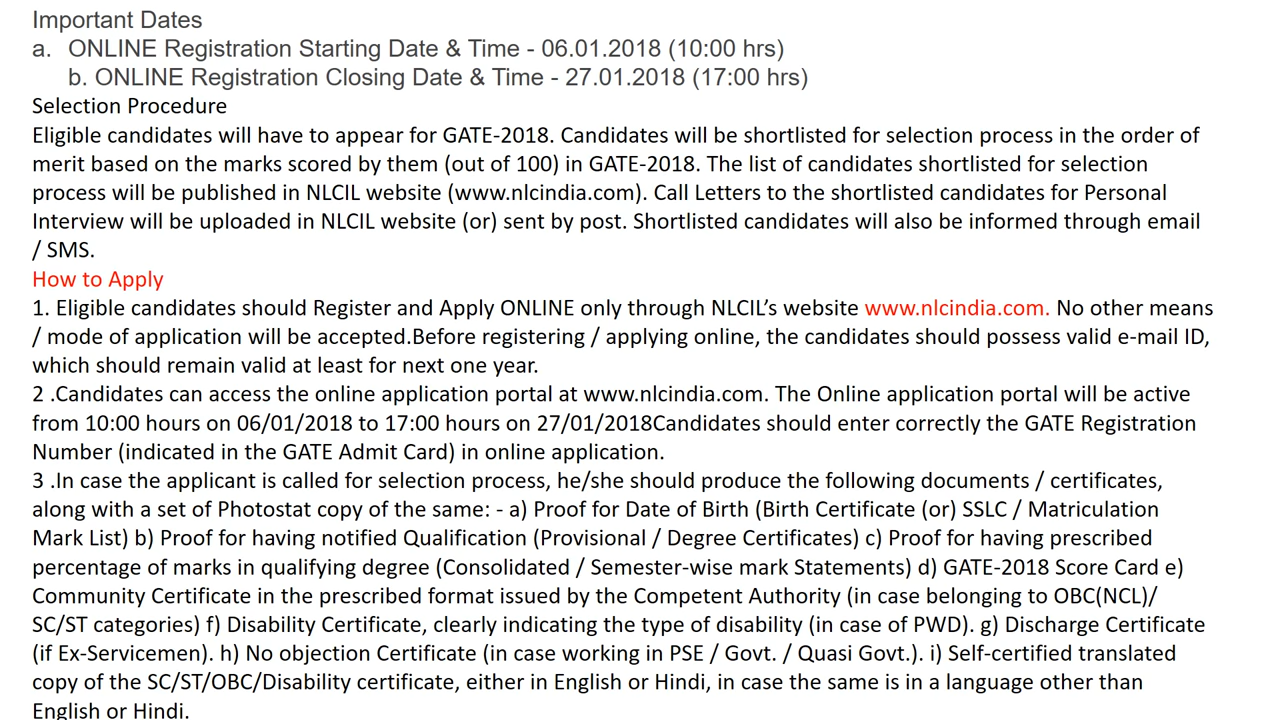 Important Dates
a. ONLINE Registration Starting Date & Time - 06.01.2018 (10:00 hrs)
b. ONLINE Registration Closing Date & Time - 27.01.2018 (17:00 hrs)
Selection Procedure
Eligible candidates will have to appear for GATE-2018. Candidates will be shortlisted for selection process in the order of
merit based on the marks scored by them (out of 100) in GATE-2018. The list of candidates shortlisted for selection
process will be published in NLCIL website (www.nlcindia.com). Call Letters to the shortlisted candidates for Personal
Interview will be uploaded in NLCIL website (or) sent by post. Shortlisted candidates will also be informed through email
/ SMS.
How to Apply
1. Eligible candidates should Register and Apply ONLINE only through NLCIL’s website www.nlcindia.com. No other means
/ mode of application will be accepted.Before registering / applying online, the candidates should possess valid e-mail ID,
which should remain valid at least for next one year.
2 .Candidates can access the online application portal at www.nlcindia.com. The Online application portal will be active
from 10:00 hours on 06/01/2018 to 17:00 hours on 27/01/2018Candidates should enter correctly the GATE Registration
Number (indicated in the GATE Admit Card) in online application.
3 .In case the applicant is called for selection process, he/she should produce the following documents / certificates,
along with a set of Photostat copy of the same: - a) Proof for Date of Birth (Birth Certificate (or) SSLC / Matriculation
Mark List) b) Proof for having notified Qualification (Provisional / Degree Certificates) c) Proof for having prescribed
percentage of marks in qualifying degree (Consolidated / Semester-wise mark Statements) d) GATE-2018 Score Card e)
Community Certificate in the prescribed format issued by the Competent Authority (in case belonging to OBC(NCL)/
SC/ST categories) f) Disability Certificate, clearly indicating the type of disability (in case of PWD). g) Discharge Certificate
(if Ex-Servicemen). h) No objection Certificate (in case working in PSE / Govt. / Quasi Govt.). i) Self-certified translated
copy of the SC/ST/OBC/Disability certificate, either in English or Hindi, in case the same is in a language other than
English or Hindi.